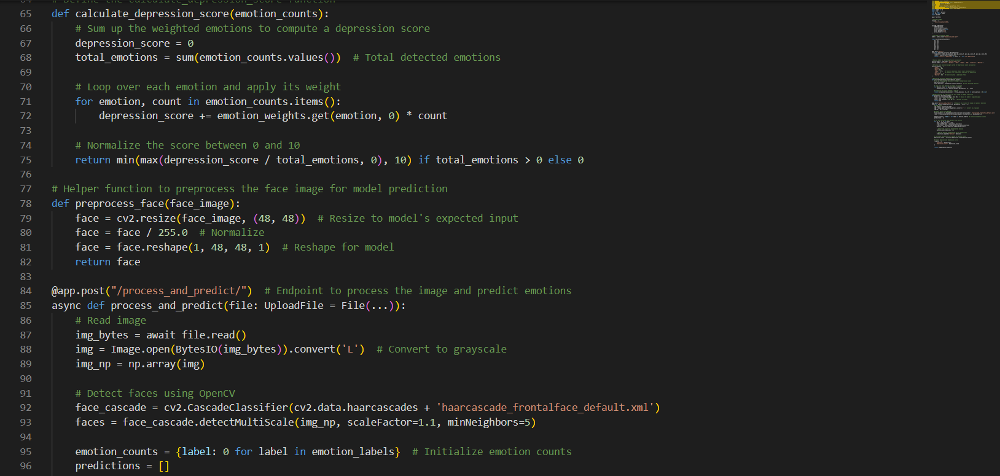 64 # Define the calculate_depression_score function
65 def calculate_depression_score(emotion_counts):
66     # Sum up the weighted emotions to compute a depression score
67     depression_score = 0
68     total_emotions = sum(emotion_counts.values())  # Total detected emotions
69
70     # Loop over each emotion and apply its weight
71     for emotion, count in emotion_counts.items():
72         depression_score += emotion_weights.get(emotion, 0) * count
73
74     # Normalize the score between 0 and 10
75     return min(max(depression_score / total_emotions, 0), 10) if total_emotions > 0 else 0
76
77 # Helper function to preprocess the face image for model prediction
78 def preprocess_face(face_image):
79     face = cv2.resize(face_image, (48, 48))  # Resize to model's expected input
80     face = face / 255.0  # Normalize
81     face = face.reshape(1, 48, 48, 1)  # Reshape for model
82     return face
83
84 @app.post("/process_and_predict/")  # Endpoint to process the image and predict emotions
85 async def process_and_predict(file: UploadFile = File(...)):
86     # Read image
87     img_bytes = await file.read()
88     img = Image.open(BytesIO(img_bytes)).convert('L')  # Convert to grayscale
89     img_np = np.array(img)
90
91     # Detect faces using OpenCV
92     face_cascade = cv2.CascadeClassifier(cv2.data.haarcascades + 'haarcascade_frontalface_default.xml')
93     faces = face_cascade.detectMultiScale(img_np, scaleFactor=1.1, minNeighbors=5)
94
95     emotion_counts = {label: 0 for label in emotion_labels}  # Initialize emotion counts
96     predictions = []